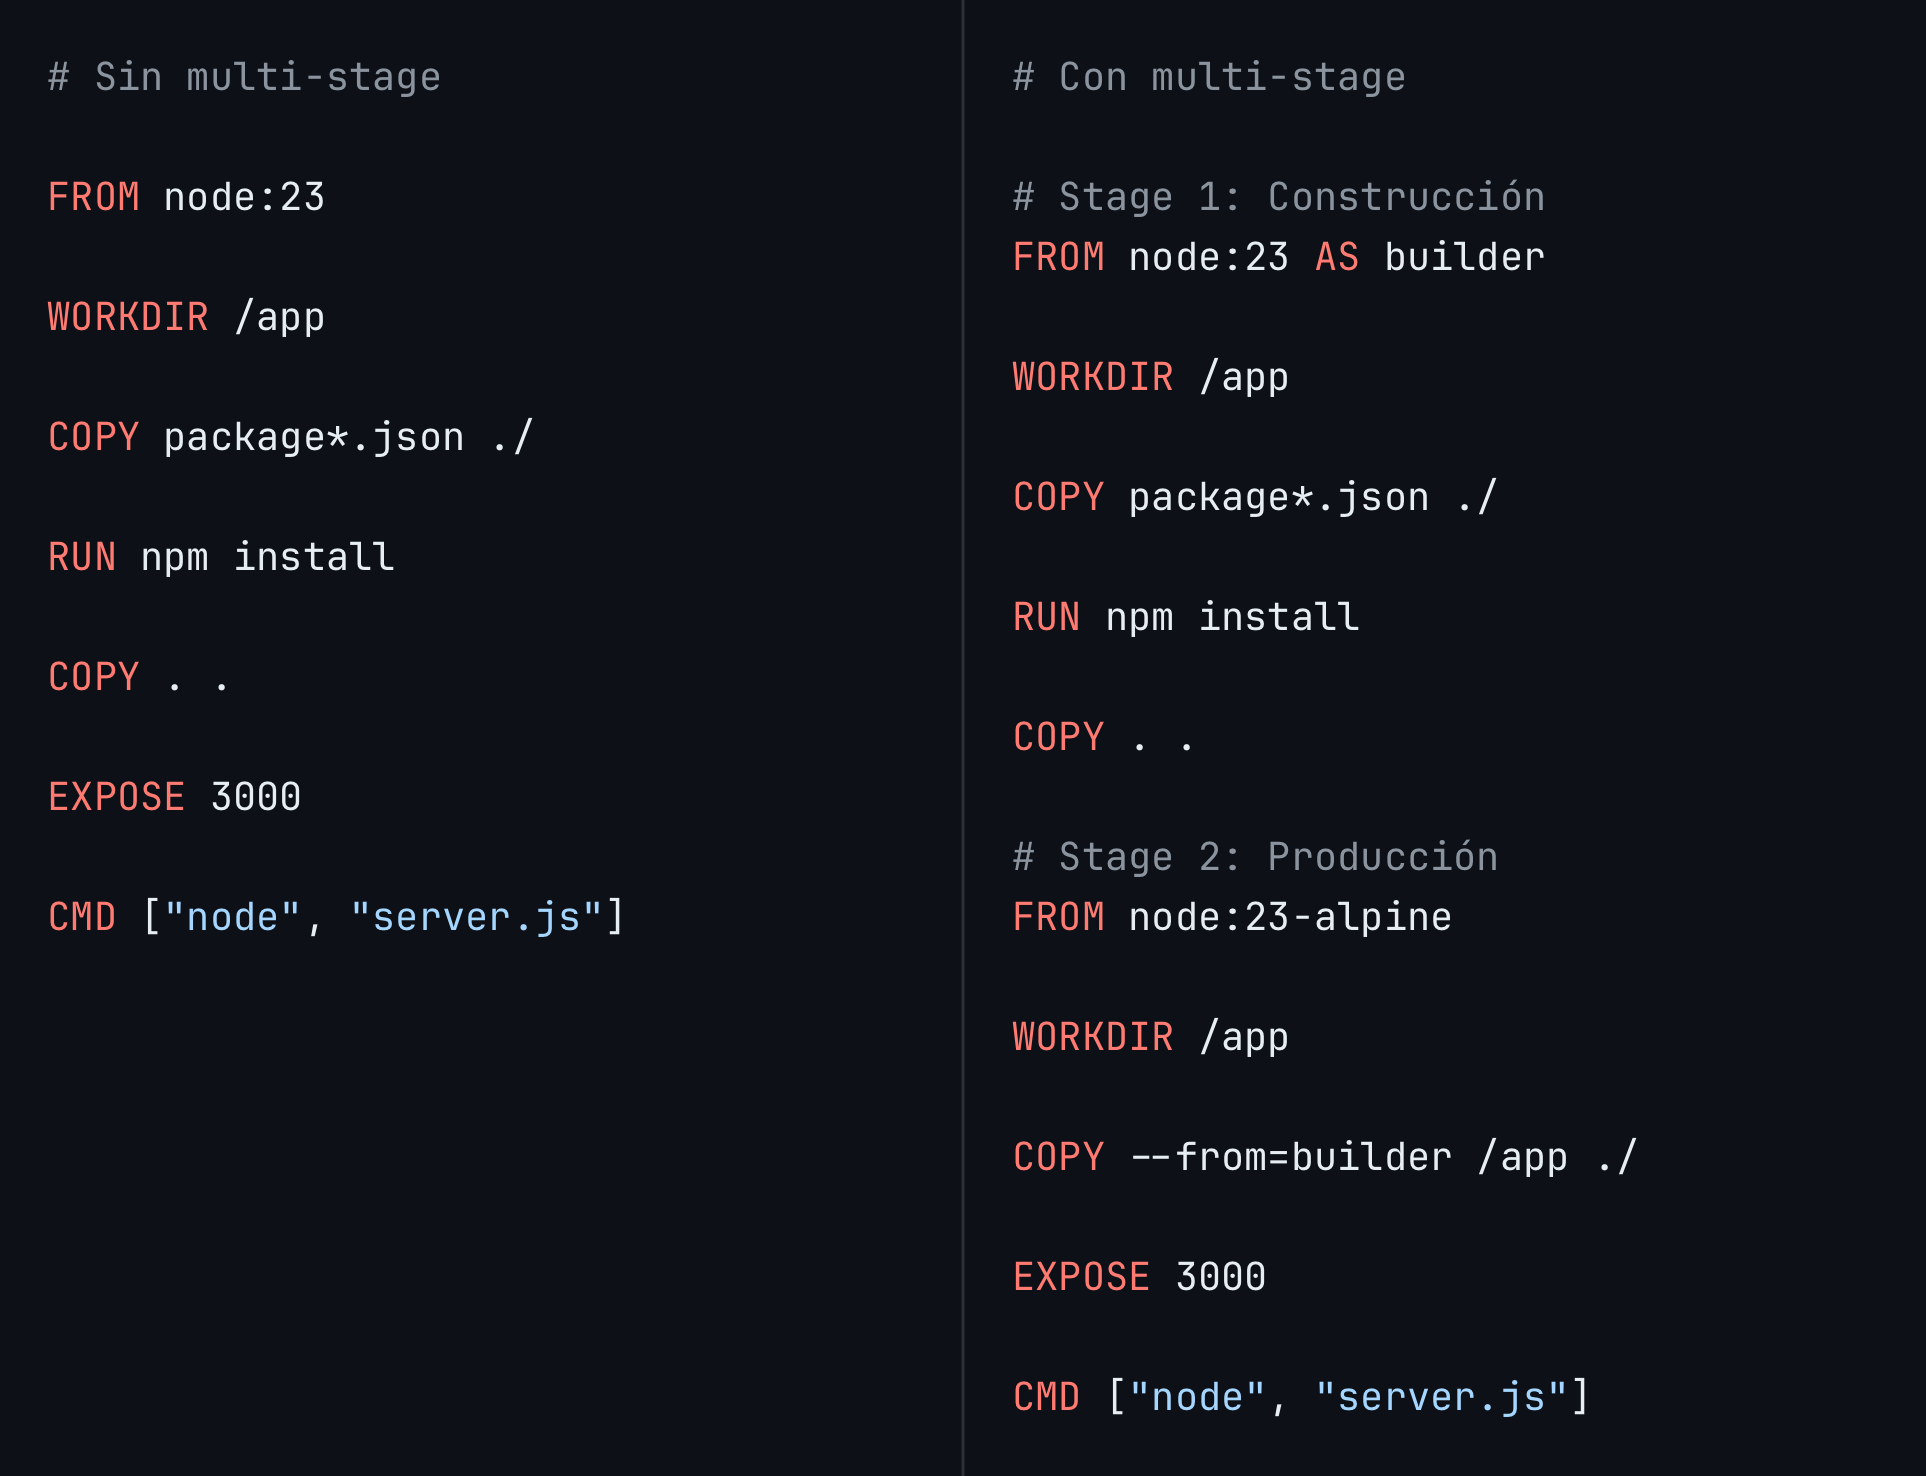 # Sin multi-stage
FROM node:23
WORKDIR /app
COPY package*.json ./
RUN npm install
COPY . .
EXPOSE 3000
CMD ["node", "server.js"]
# Con multi-stage
# Stage 1: Construcción
FROM node:23 AS builder
WORKDIR /app
COPY package*.json ./
RUN npm install
COPY . .
# Stage 2: Producción
FROM node:23-alpine
WORKDIR /app
COPY --from=builder /app ./
EXPOSE 3000
CMD ["node", "server.js"]